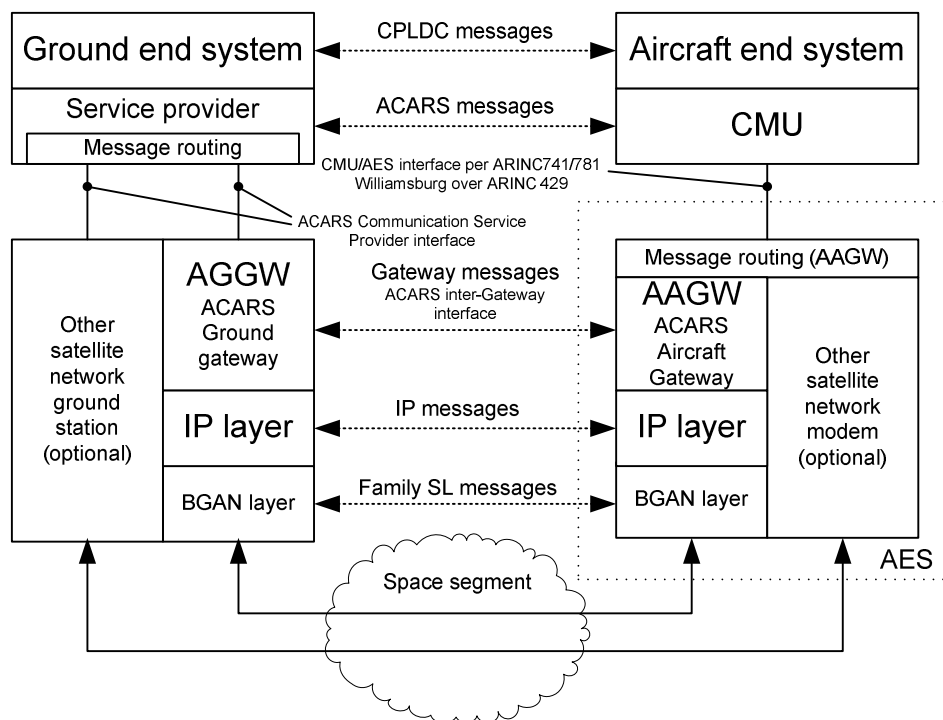 Ground end system
CPLDC messages
Aircraft end system
Service provider
Message routing
ACARS messages
CMU
CMU/AES interface per ARINC741/781
Williamsburg over ARINC 429
ACARS Communication Service
Provider interface
Other
satellite
network
ground
station
(optional)
AGGW
ACARS
Ground
gateway
Gateway messages
ACARS inter-Gateway
interface
Message routing (AAGW)
AAGW
ACARS
Aircraft
Gateway
Other
satellite
network
modem
(optional)
IP layer
IP messages
IP layer
BGAN layer
Family SL messages
BGAN layer
AES
Space segment